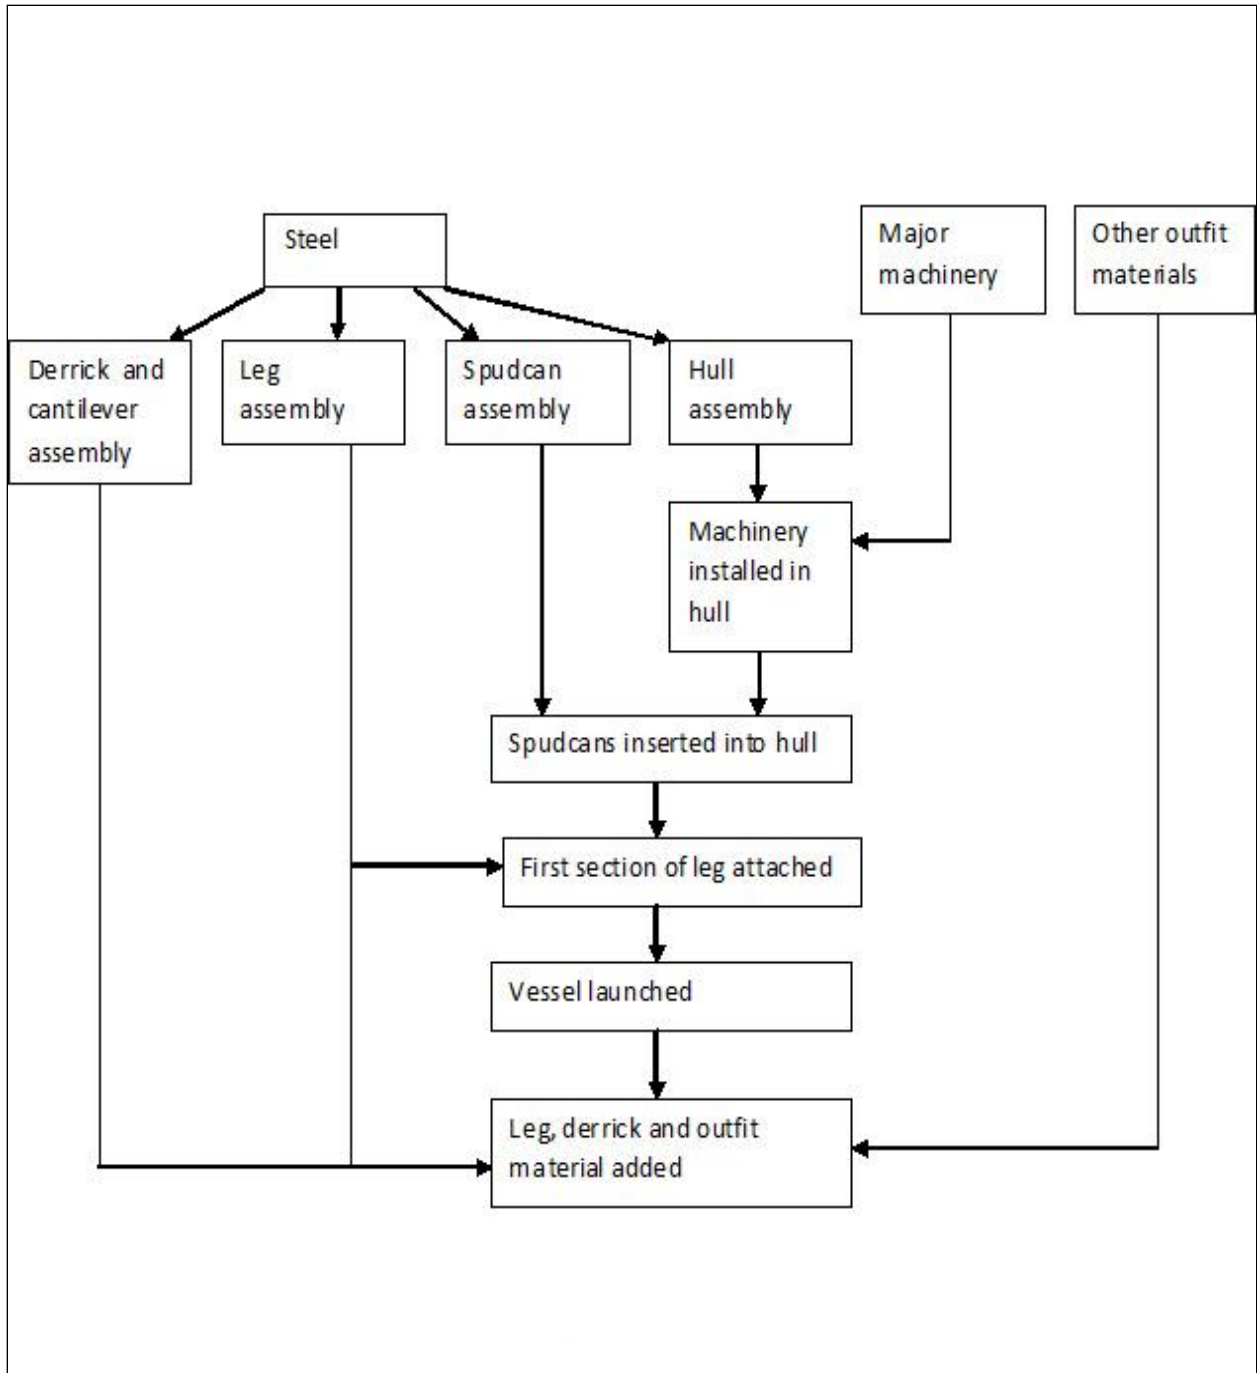 Steel
Major
machinery
Other outfit
materials
Derrick and
cantilever
assembly
Leg
assembly
Spudcan
assembly
Hull
assembly
Machinery
installed in
hull
Spudcans inserted into hull
First section of leg attached
Vessel launched
Leg, derrick and outfit
material added